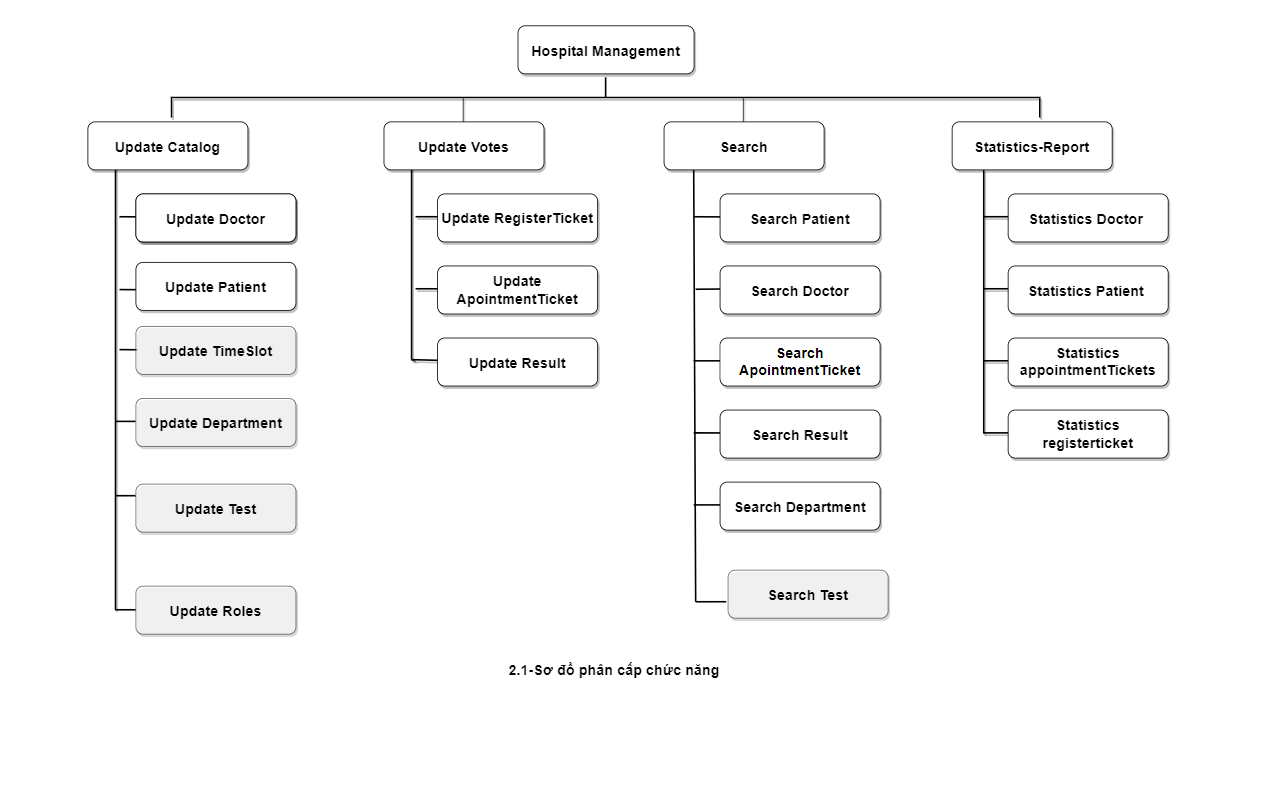 Hospital Management
Update Catalog
Update Doctor
Update Patient
Update TimeSlot
Update Department
Update Test
Update Roles
Update Votes
Update RegisterTicket
Update
ApointmentTicket
Update Result
Search
Search Patient
Search Doctor
Search
ApointmentTicket
Search Result
Search Department
Search Test
Statistics-Report
Statistics Doctor
Statistics Patient
Statistics
appointmentTickets
Statistics
registerticket
2.1-Sơ đồ phân cấp chức năng